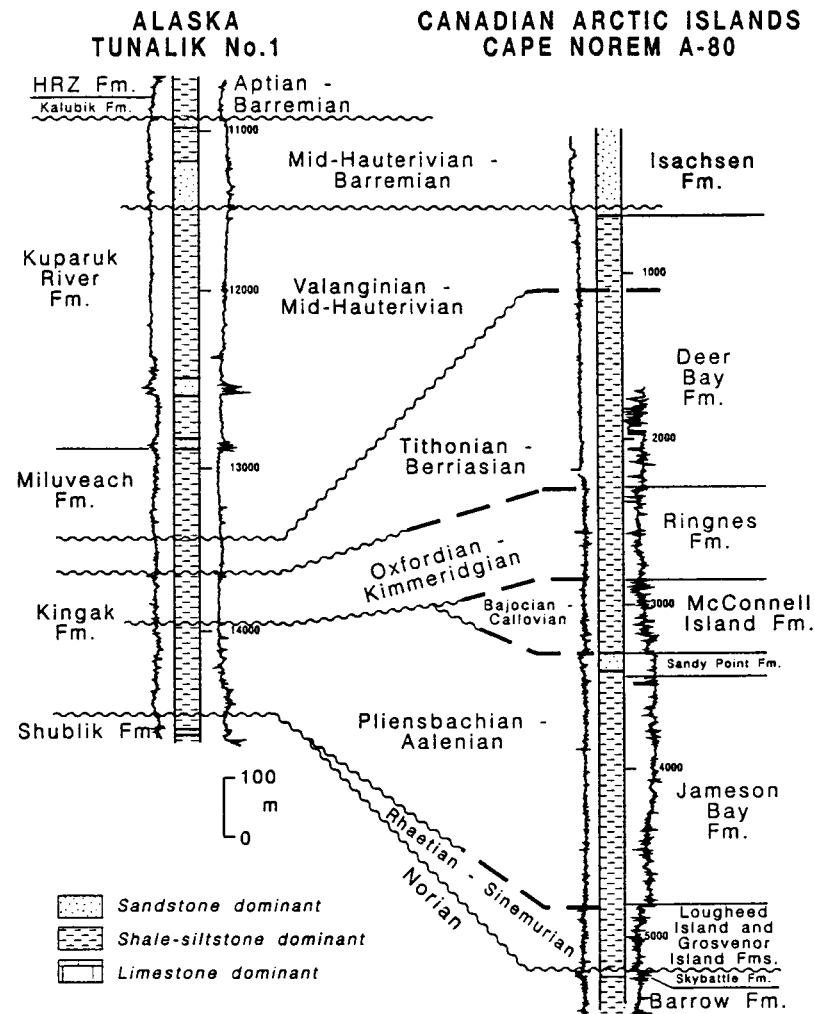 ALASKA
TUNALIK No.1
CANADIAN ARCTIC ISLANDS
CAPE NOREM A-80
HRZ Fm.
Kalubik Fm.
Aptian -
Barremian
11000
Mid-Hauterivian -
Barremian
Isachsen
Fm.
Kuparuk
River
Fm.
12000
Valanginian -
Mid-Hauterivian
1000
Deer
Bay
Fm.
2000
Tithonian -
Berriasian
13000
Miluveach
Fm.
Ringnes
Fm.
Oxfordian -
Kimmeridgian
Kingak
Fm.
14000
Bajocian -
Callovian
3000
McConnell
Island Fm.
Sandy Point Fm.
Shublik Fm
Pliensbachian -
Aalenian
4000
Jameson
Bay
Fm.
100
m
0
Rhaetian - Sinemurian
Norian
Lougheed
Island and
Grosvenor
Island Fms.
5000
Skybattle Fm.
Barrow Fm.
Sandstone dominant
Shale-siltstone dominant
Limestone dominant